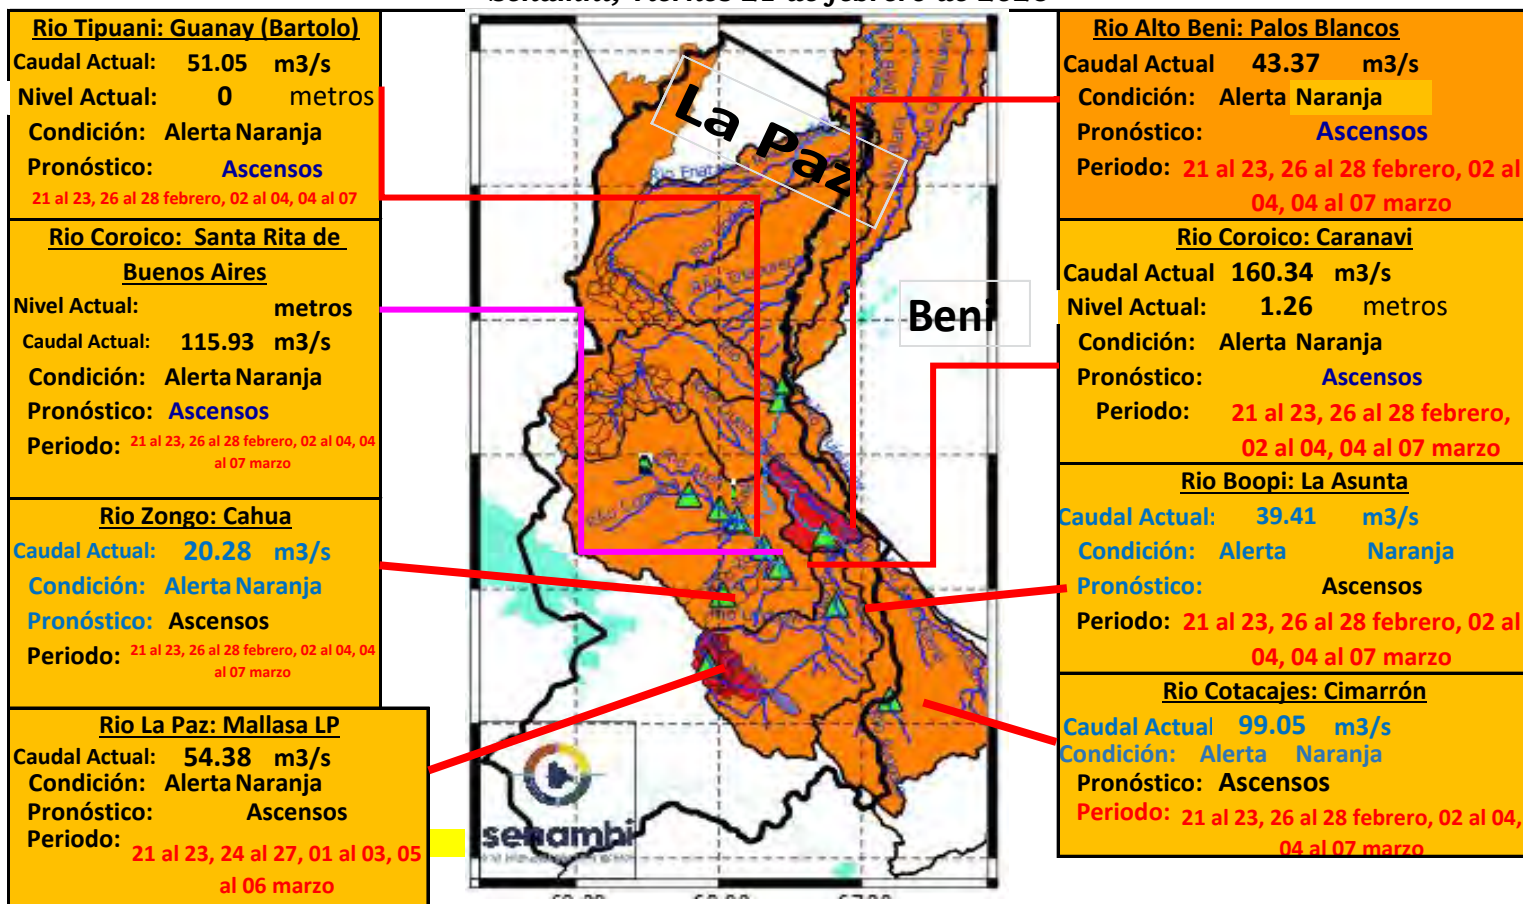 Rio Tipuani: Guanay (Bartolo)
Caudal Actual: 51.05 m3/s
Nivel Actual: 0 metros
Condición: Alerta Naranja
Pronóstico: Ascensos
21 al 23, 26 al 28 febrero, 02 al 04, 04 al 07
Rio Coroico: Santa Rita de
Buenos Aires
Nivel Actual: metros
Caudal Actual: 115.93 m3/s
Condición: Alerta Naranja
Pronóstico: Ascensos
Periodo: 21 al 23, 26 al 28 febrero, 02 al 04, 04
al 07 marzo
Rio Zongo: Cahua
Caudal Actual: 20.28 m3/s
Condición: Alerta Naranja
Pronóstico: Ascensos
Periodo: 21 al 23, 26 al 28 febrero, 02 al 04, 04
al 07 marzo
Rio La Paz: Mallasa LP
Caudal Actual: 54.38 m3/s
Condición: Alerta Naranja
Pronóstico: Ascensos
Periodo:
21 al 23, 24 al 27, 01 al 03, 05
al 06 marzo
La Paz
Beni
senamhi
Rio Alto Beni: Palos Blancos
Caudal Actual 43.37 m3/s
Condición: Alerta Naranja
Pronóstico: Ascensos
Periodo: 21 al 23, 26 al 28 febrero, 02 al
04, 04 al 07 marzo
Rio Coroico: Caranavi
Caudal Actual 160.34 m3/s
Nivel Actual: 1.26 metros
Condición: Alerta Naranja
Pronóstico: Ascensos
Periodo: 21 al 23, 26 al 28 febrero,
02 al 04, 04 al 07 marzo
Rio Boopi: La Asunta
Caudal Actual: 39.41 m3/s
Condición: Alerta Naranja
Pronóstico: Ascensos
Periodo: 21 al 23, 26 al 28 febrero, 02 al
04, 04 al 07 marzo
Rio Cotacajes: Cimarrón
Caudal Actual 99.05 m3/s
Condición: Alerta Naranja
Pronóstico: Ascensos
Periodo: 21 al 23, 26 al 28 febrero, 02 al 04,
04 al 07 marzo